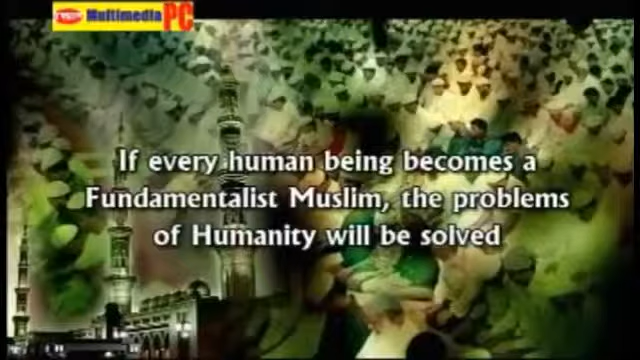 Multimedia PC
If every human being becomes a
Fundamentalist Muslim, the problems
of Humanity will be solved